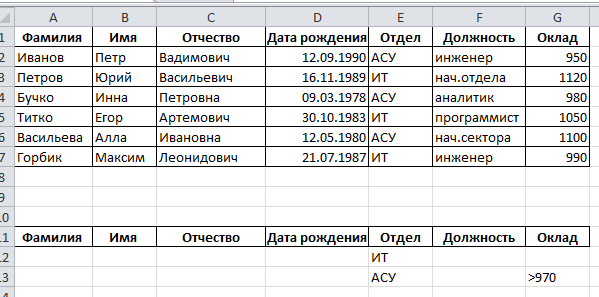 A B C D E F G
1 Фамилия Имя Отчество Дата рождения Отдел Должность Оклад
2 Иванов Петр Вадимович 12.09.1990 АСУ инженер 950
3 Петров Юрий Васильевич 16.11.1989 ИТ нач.отдела 1120
4 Бучко Инна Петровна 09.03.1978 АСУ аналитик 980
5 Титко Егор Артемович 30.10.1983 ИТ программист 1050
6 Васильева Алла Ивановна 12.05.1980 АСУ нач.сектора 1100
7 Горбик Максим Леонидович 21.07.1987 ИТ инженер 990
8
9
10
11 Фамилия Имя Отчество Дата рождения Отдел Должность Оклад
12 ИТ
13 АСУ >970